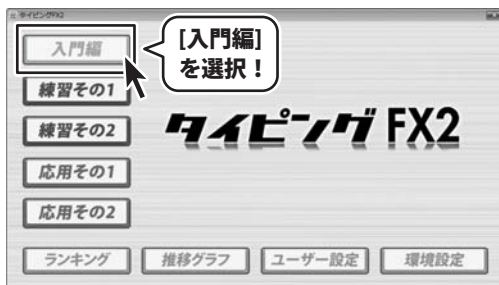 タイピングFX2
入門編
[入門編]
を選択！
練習その1
練習その2
タイピング FX2
応用その1
応用その2
ランキング
推移グラフ
ユーザー設定
環境設定